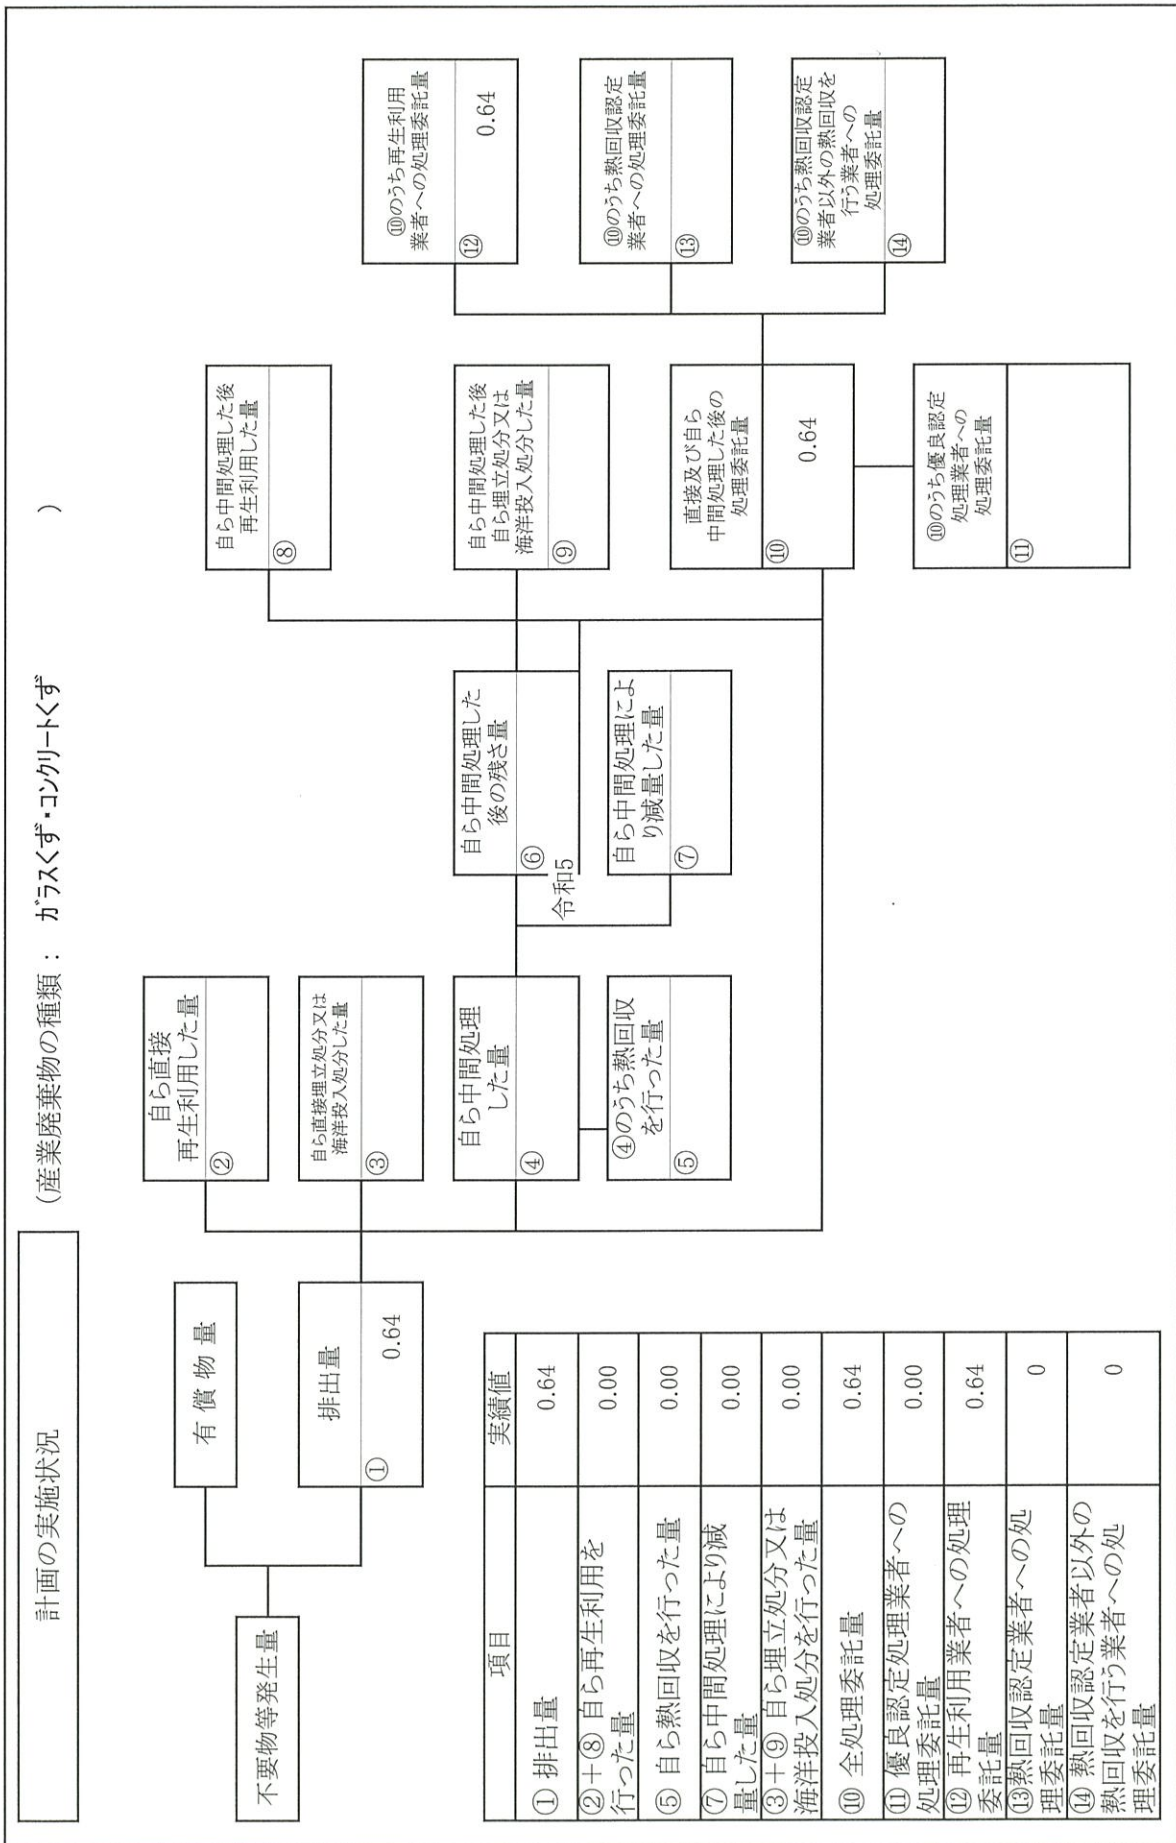 計画の実施状況
(産業廃棄物の種類： ガラスくず・コンクリートくず )
不要物等発生量
有償物量
排出量
①
0.64
自ら直接
再生利用した量
②
自ら直接埋立処分又は
海洋投入処分した量
③
自ら中間処理
した量
④
④のうち熱回収
を行った量
⑤
自ら中間処理した
後の残さ量
⑥
令和5
自ら中間処理によ
り減量した量
⑦
自ら中間処理した後
再生利用した量
⑧
自ら中間処理した後
自ら埋立処分又は
海洋投入処分した量
⑨
直接及び自ら
中間処理した後の
処理委託量
⑩
0.64
⑩のうち優良認定
処理業者への
処理委託量
⑪
⑩のうち再生利用
業者への処理委託量
⑫
0.64
⑩のうち熱回収認定
業者への処理委託量
⑬
⑩のうち熱回収認定
業者以外の熱回収を
行う業者への
処理委託量
⑭
項目 実績値
①排出量 0.64
②＋⑧ 自ら再生利用を
行った量 0.00
⑤ 自ら熱回収を行った量 0.00
⑦ 自ら中間処理により減
量した量 0.00
③＋⑨ 自ら埋立処分又は
海洋投入処分を行った量 0.00
⑩ 全処理委託量 0.64
⑪ 優良認定処理業者への
処理委託量 0.00
⑫ 再生利用業者への処理
委託量 0.64
⑬熱回収認定業者への処
理委託量 0
⑭ 熱回収認定業者以外の
熱回収を行う業者への処
理委託量 0